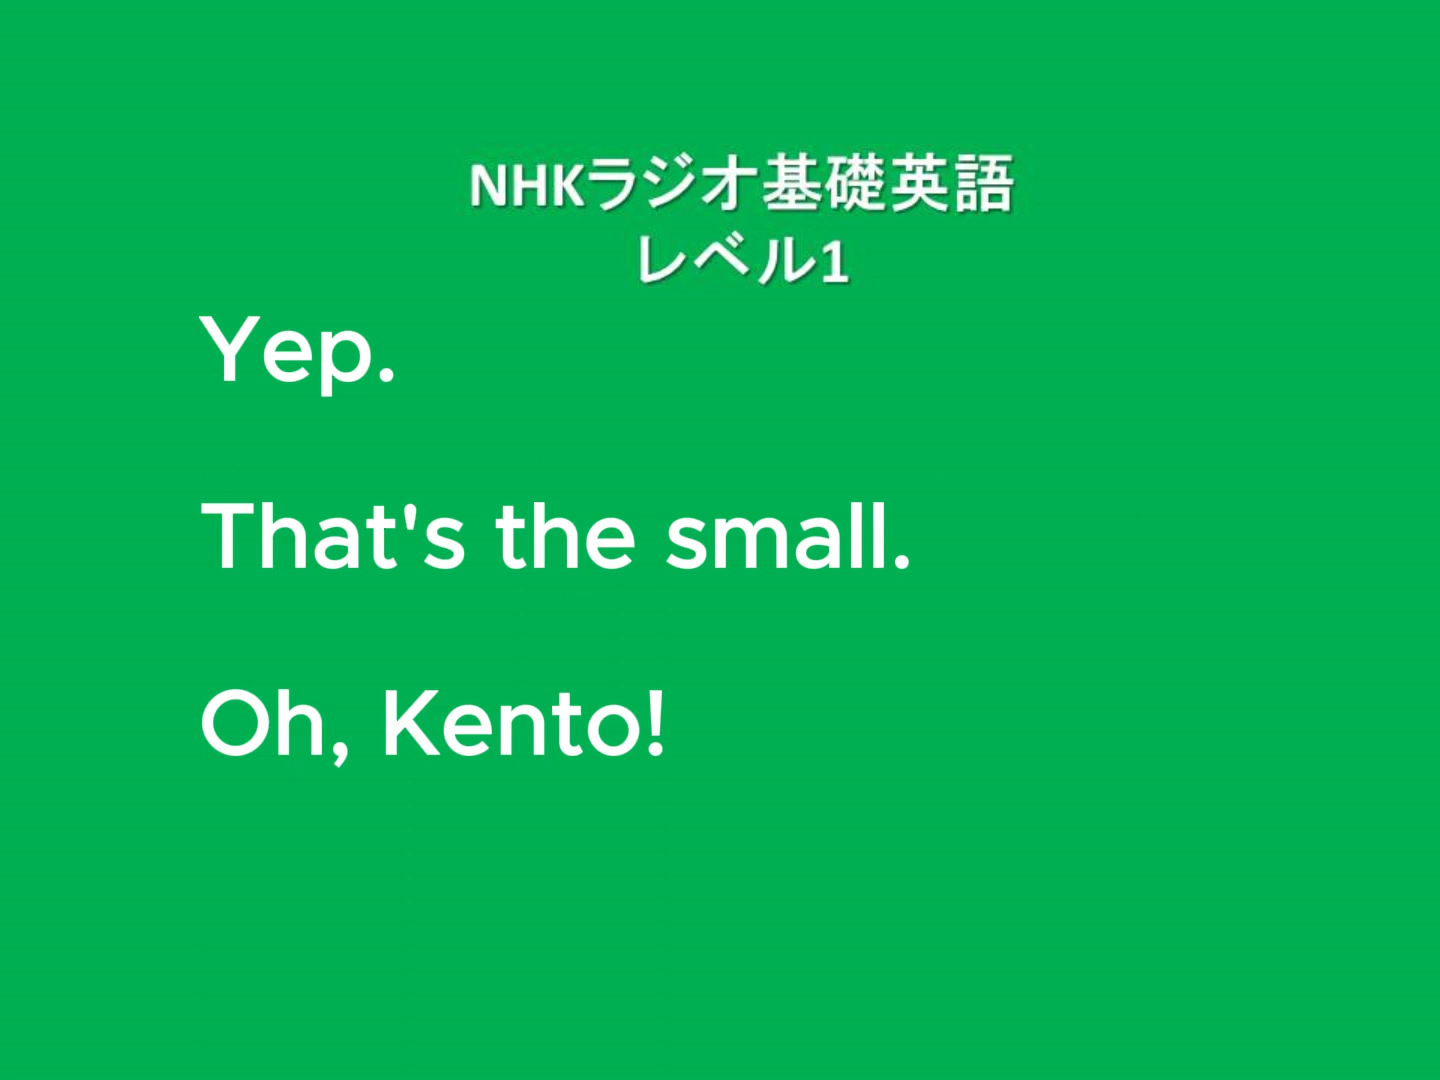 NHKラジオ基礎英語
レベル1
Yep.
That's the small.
Oh, Kento!